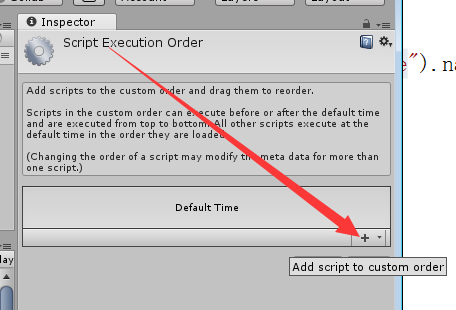 Account
Inspector
Script Execution Order
e").na
Add scripts to the custom order and drag them to reorder.
Scripts in the custom order can execute before or after the default time
and are executed from top to bottom. All other scripts execute at the
default time in the order they are loaded.
(Changing the order of a script may modify the meta data for more than
one script.)
Default Time
Add script to custom order
lay